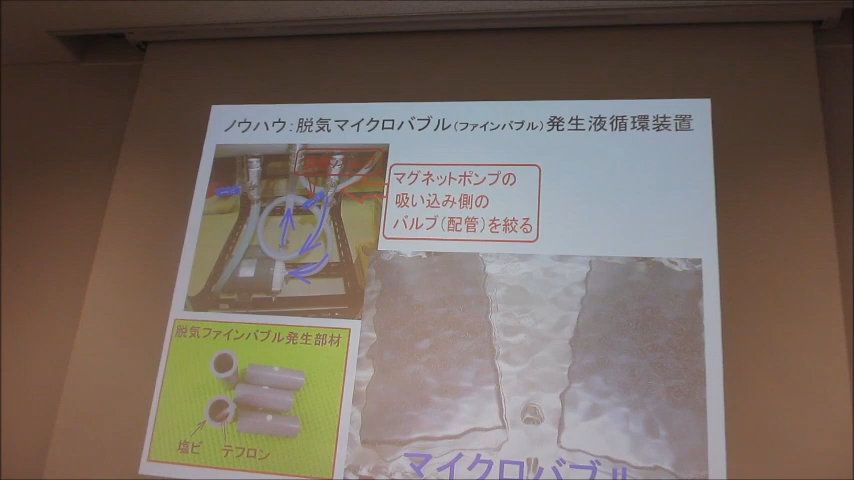 ノウハウ:脱気マイクロバブル(ファインバブル)発生液循環装置
マグネットポンプの
吸い込み側の
バルブ(配管)を絞る
脱気ファインバブル発生部材
塩ビ
テフロン
マイクロバブル